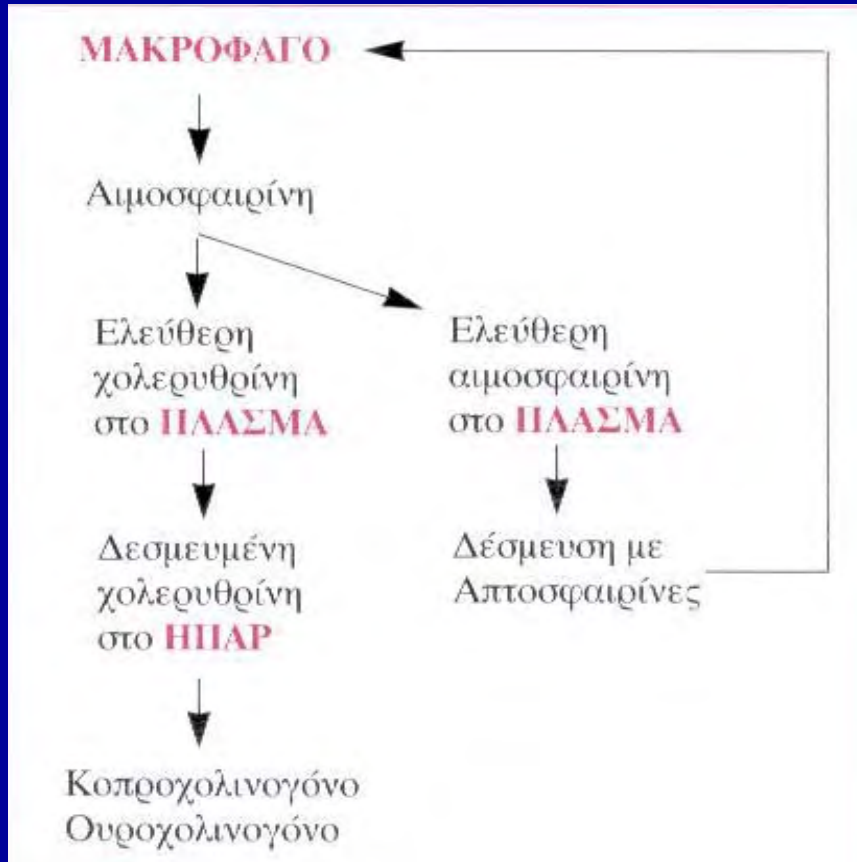 ΜΑΚΡΟΦΑΓΟ
Αιμοσφαιρίνη
Ελεύθερη
χολερυθρίνη
στο ΠΛΑΣΜΑ
Ελεύθερη
αιμοσφαιρίνη
στο ΠΛΑΣΜΑ
Δεσμευμένη
χολερυθρίνη
στο ΗΠΑΡ
Δέσμευση με
Απτοσφαιρίνες
Κοπροχολινογόνο
Ουροχολινογόνο